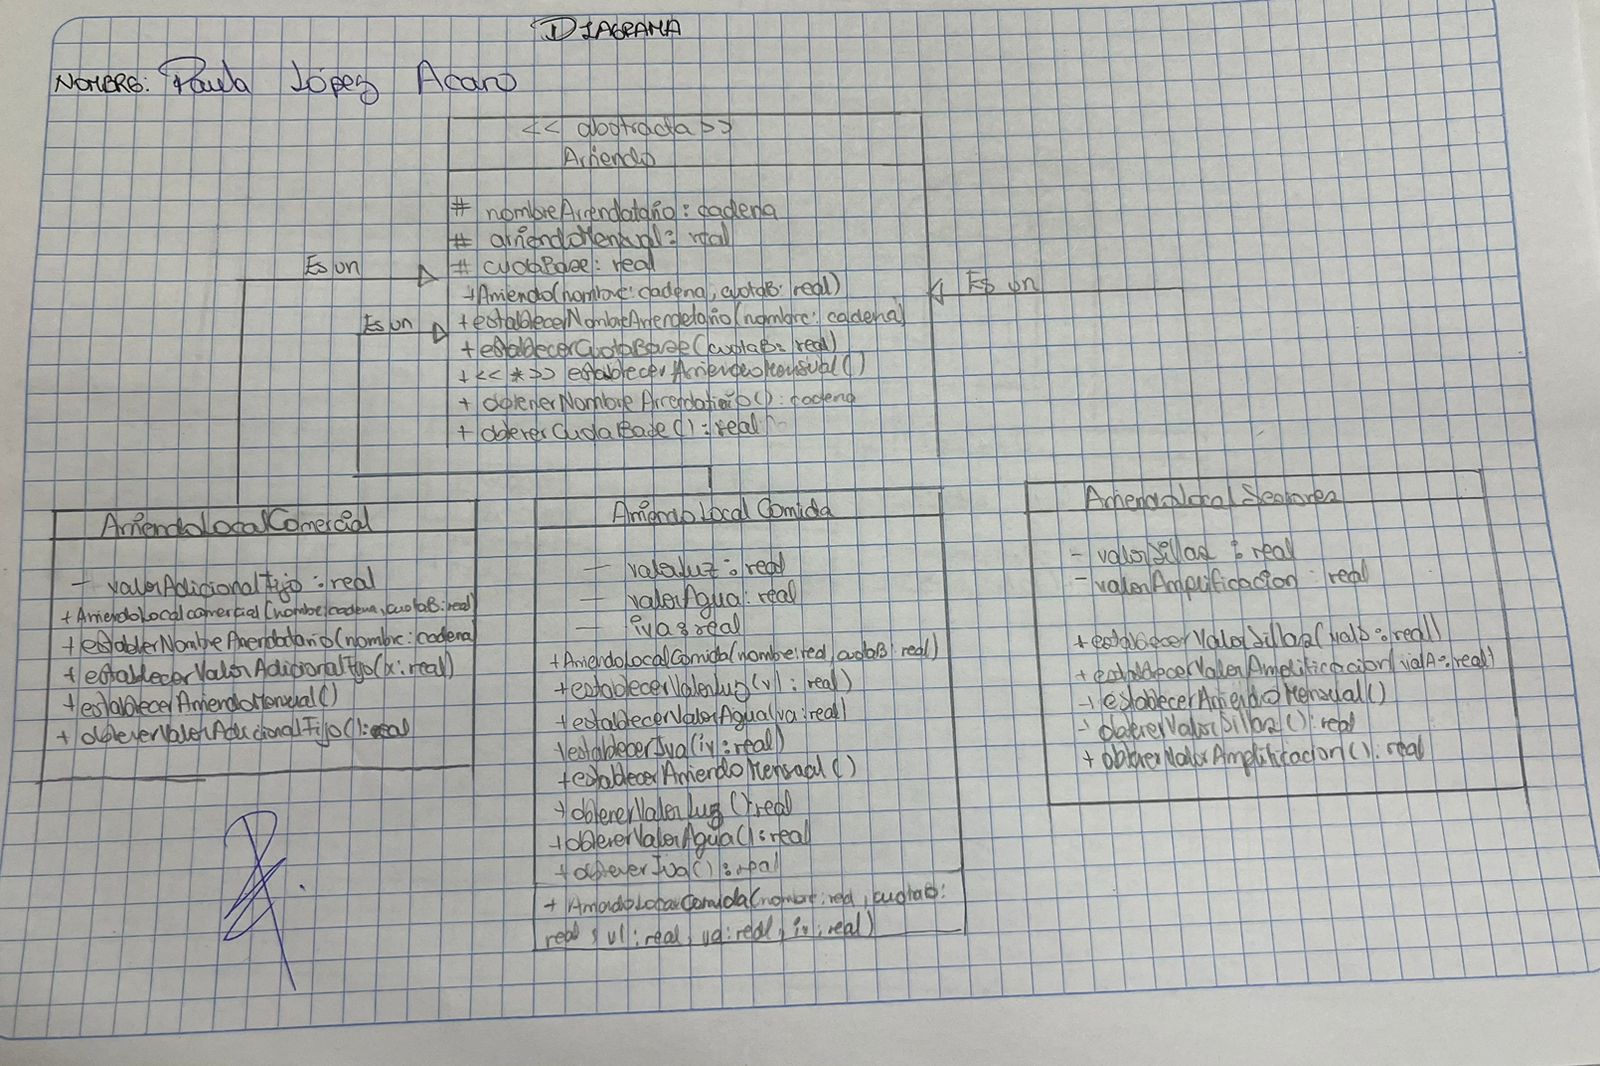 DIAGRAMA
NOMBRE: Paula López Acaro
<< abstracta >>
Arriendo
# nombreArrendatario : cadena
# arriendoMensual : real
# cuotaBase : real
+Arriendo(nombre: cadena, cuotaB: real)
+establecerNombreArrendatario(nombre: cadena)
+establecerCuotaBase(cuotaB: real)
+<< * >> establecerArriendoMensual()
+ obtenerNombreArrendatario() : cadena
+ obtenerCuotaBase() : real
Es un
Es un
Es un
ArriendoLocalComercial
- valorAdicionalFijo : real
+ArriendoLocalComercial(nombre:cadena, cuotaB: real)
+establerNombreArrendatario(nombre: cadena)
+establecerValorAdicionalFijo(x: real)
+establecerArriendoMensual()
+ obtenerValorAdicionalFijo(): real
ArriendoLocalComida
- valorLuz : real
- valorAgua : real
- iva : real
+ArriendoLocalComida(nombre: real, cuotaB: real)
+establecerValorLuz(vl : real)
+establecerValorAgua(va: real)
+establecerIva(iv : real)
+establecerArriendoMensual ()
+obtenerValorLuz (): real
+obtenerValorAgua() : real
+obtenerIva() : real
+ ArriendoLocalComida(nombre: real, cuotaB:
real, vl : real, va: real, iv: real)
ArriendoLocalSesiones
- valorSillas : real
- valorAmplificacion : real
+establecerValorSillas(valS : real)
+establecerValorAmplificacion(valA: real)
+ establecerArriendoMensual()
+ obtenerValorSillas() : real
+ obtenerValorAmplificacion() : real